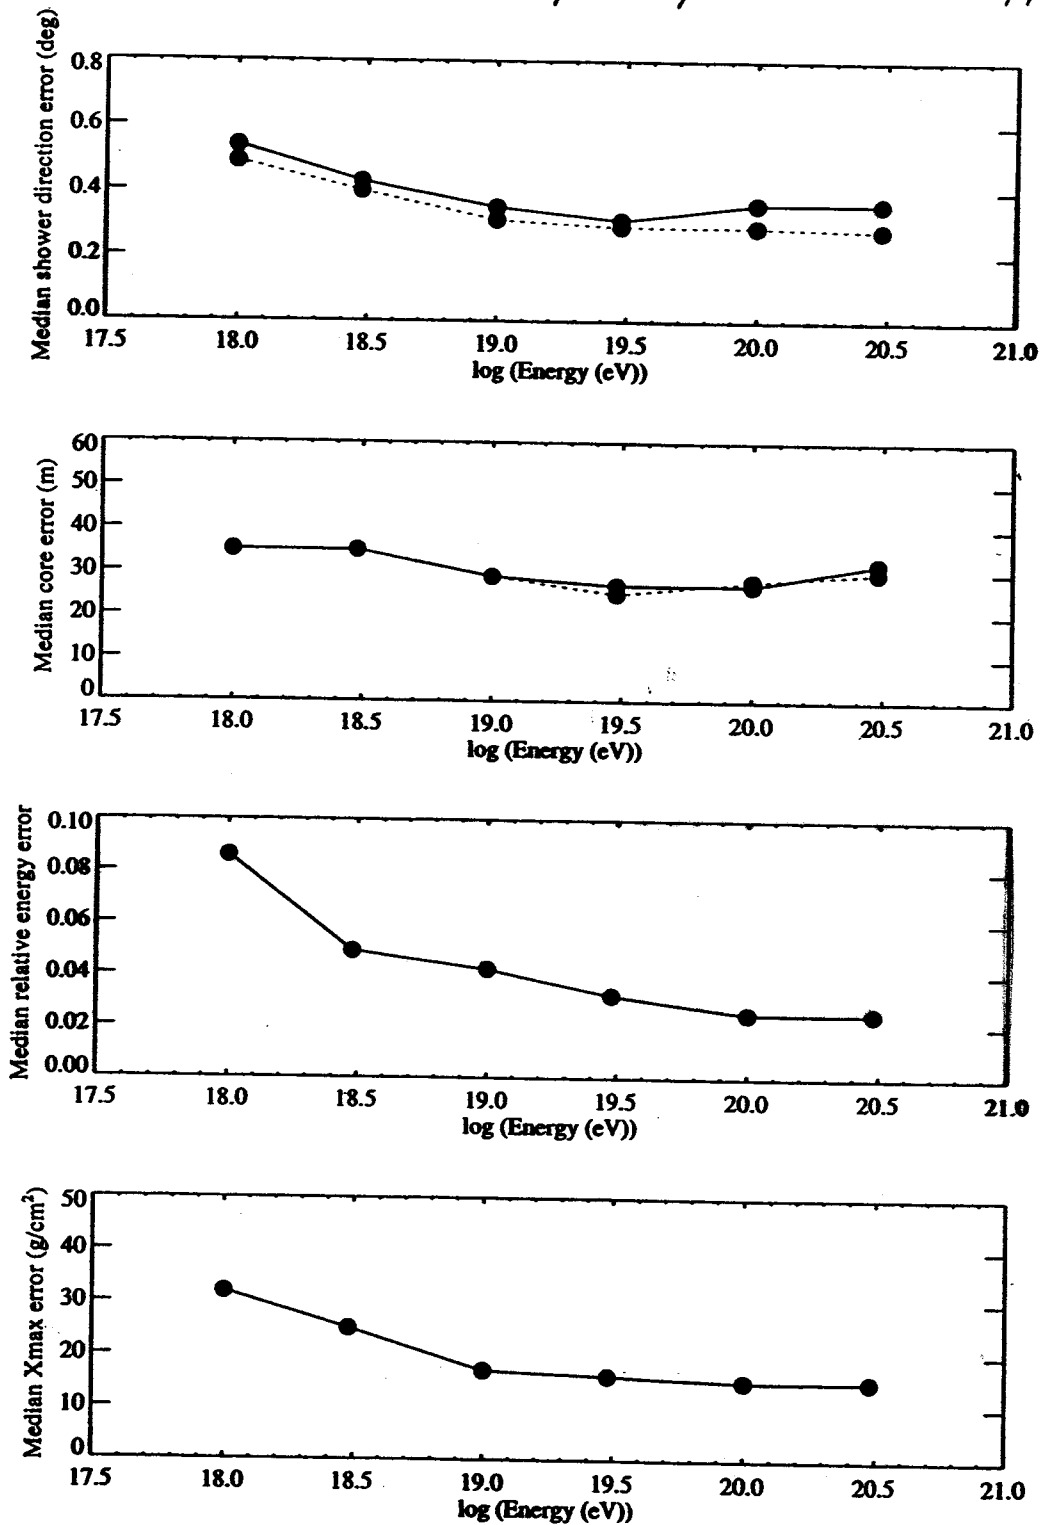 Median shower direction error (deg)
0.8
0.6
0.4
0.2
0.0
17.5 18.0 18.5 19.0 19.5 20.0 20.5 21.0
log (Energy (eV))
Median core error (m)
60
50
40
30
20
10
0
17.5 18.0 18.5 19.0 19.5 20.0 20.5 21.0
log (Energy (eV))
Median relative energy error
0.10
0.08
0.06
0.04
0.02
0.00
17.5 18.0 18.5 19.0 19.5 20.0 20.5 21.0
log (Energy (eV))
Median Xmax error (g/cm²)
50
40
30
20
10
0
17.5 18.0 18.5 19.0 19.5 20.0 20.5 21.0
log (Energy (eV))